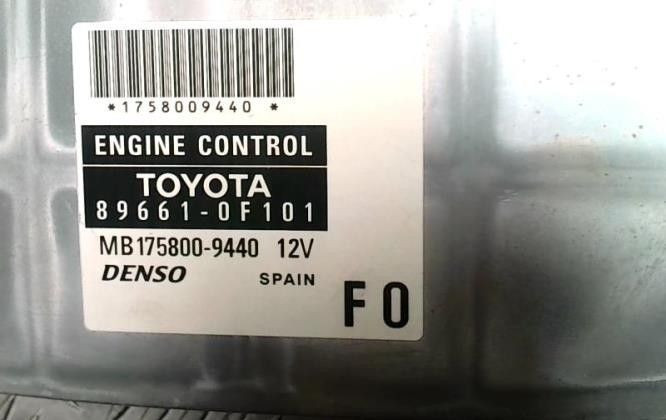 *1758009440*
ENGINE CONTROL
TOYOTA
89661-0F101
MB175800-9440 12V
DENSO SPAIN
F0